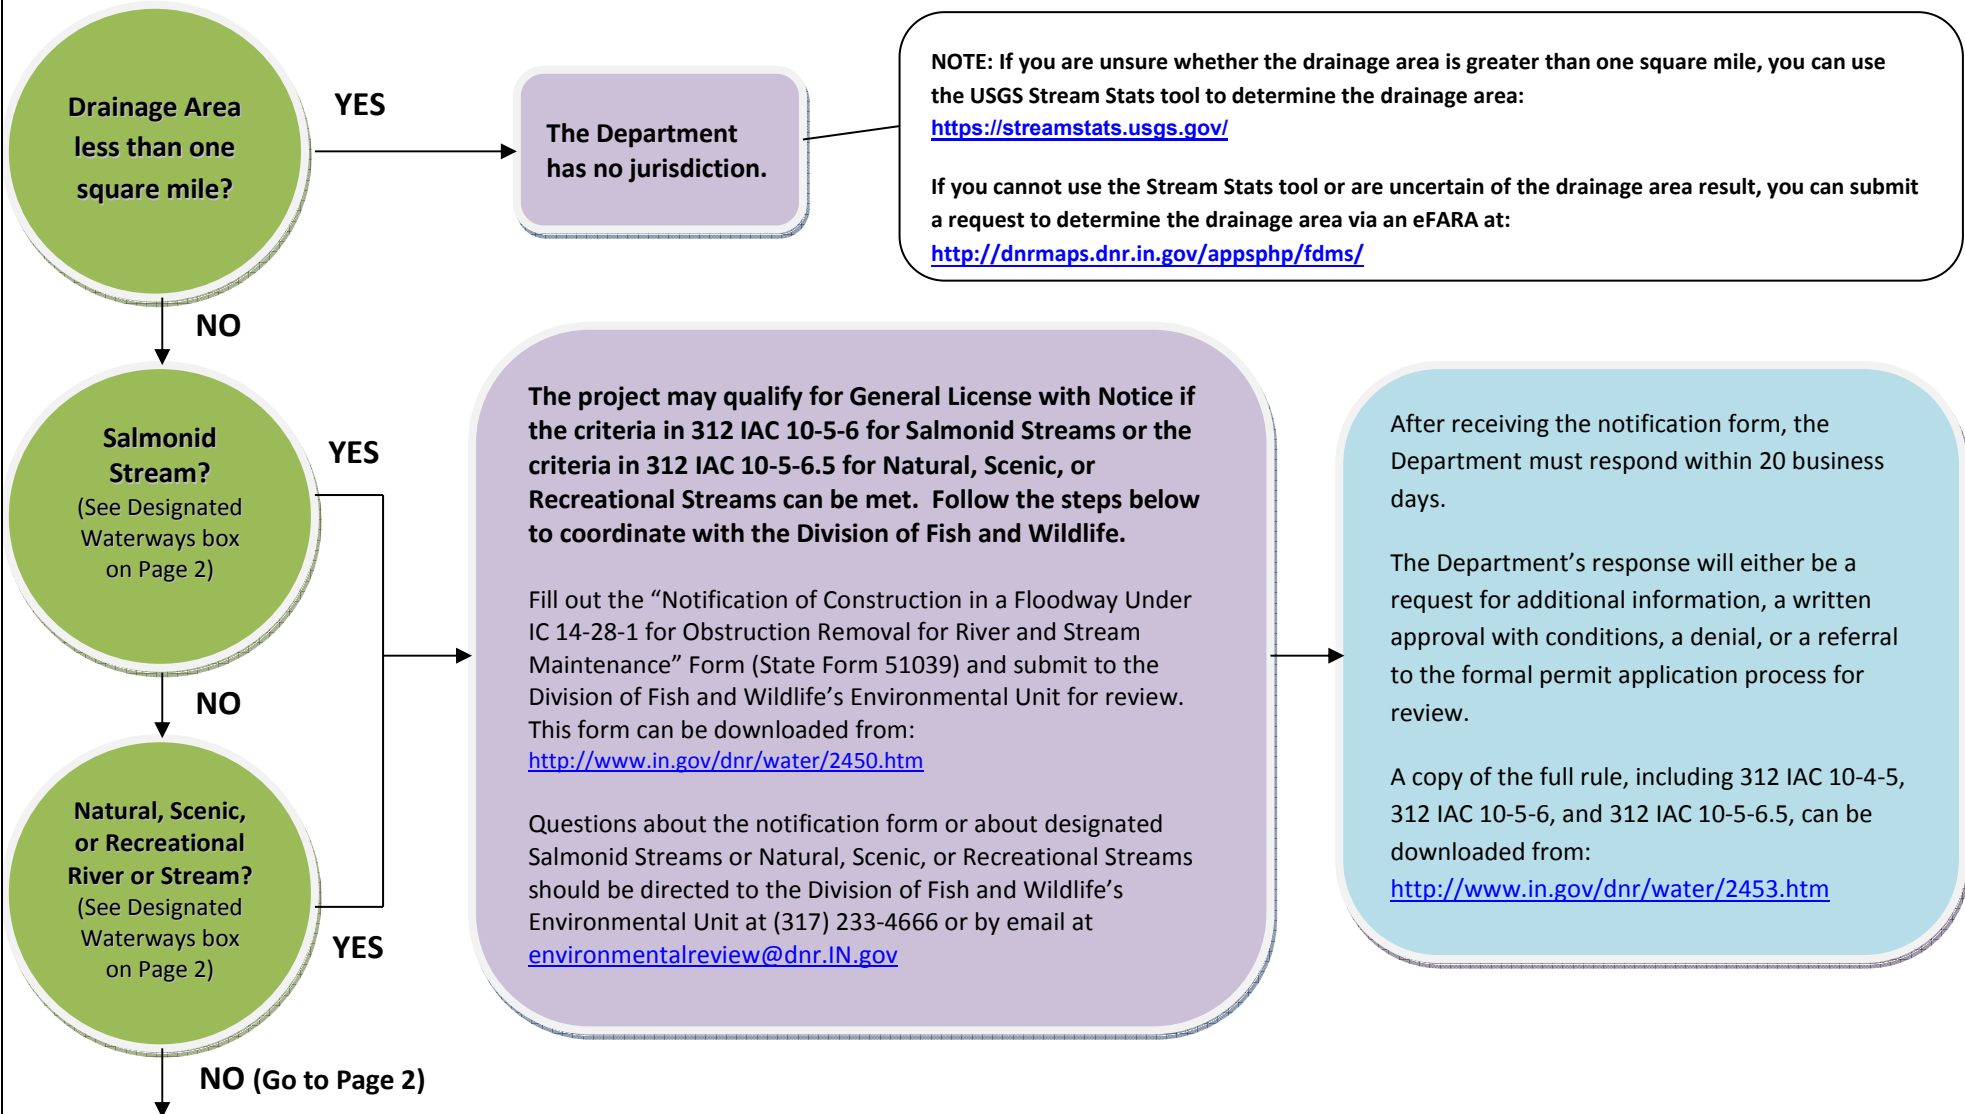 Drainage Area
less than one
square mile?
YES
The Department
has no jurisdiction.
NOTE: If you are unsure whether the drainage area is greater than one square mile, you can use
the USGS Stream Stats tool to determine the drainage area:
https://streamstats.usgs.gov/
If you cannot use the Stream Stats tool or are uncertain of the drainage area result, you can submit
a request to determine the drainage area via an eFARA at:
http://dnrmaps.dnr.in.gov/appsphp/fdms/
NO
Salmonid
Stream?
(See Designated
Waterways box
on Page 2)
YES
NO
Natural, Scenic,
or Recreational
River or Stream?
(See Designated
Waterways box
on Page 2)
YES
NO (Go to Page 2)
The project may qualify for General License with Notice if
the criteria in 312 IAC 10-5-6 for Salmonid Streams or the
criteria in 312 IAC 10-5-6.5 for Natural, Scenic, or
Recreational Streams can be met.  Follow the steps below
to coordinate with the Division of Fish and Wildlife.
Fill out the “Notification of Construction in a Floodway Under
IC 14-28-1 for Obstruction Removal for River and Stream
Maintenance” Form (State Form 51039) and submit to the
Division of Fish and Wildlife’s Environmental Unit for review.
This form can be downloaded from:
http://www.in.gov/dnr/water/2450.htm
Questions about the notification form or about designated
Salmonid Streams or Natural, Scenic, or Recreational Streams
should be directed to the Division of Fish and Wildlife’s
Environmental Unit at (317) 233-4666 or by email at
environmentalreview@dnr.IN.gov
After receiving the notification form, the
Department must respond within 20 business
days.
The Department’s response will either be a
request for additional information, a written
approval with conditions, a denial, or a referral
to the formal permit application process for
review.
A copy of the full rule, including 312 IAC 10-4-5,
312 IAC 10-5-6, and 312 IAC 10-5-6.5, can be
downloaded from:
http://www.in.gov/dnr/water/2453.htm